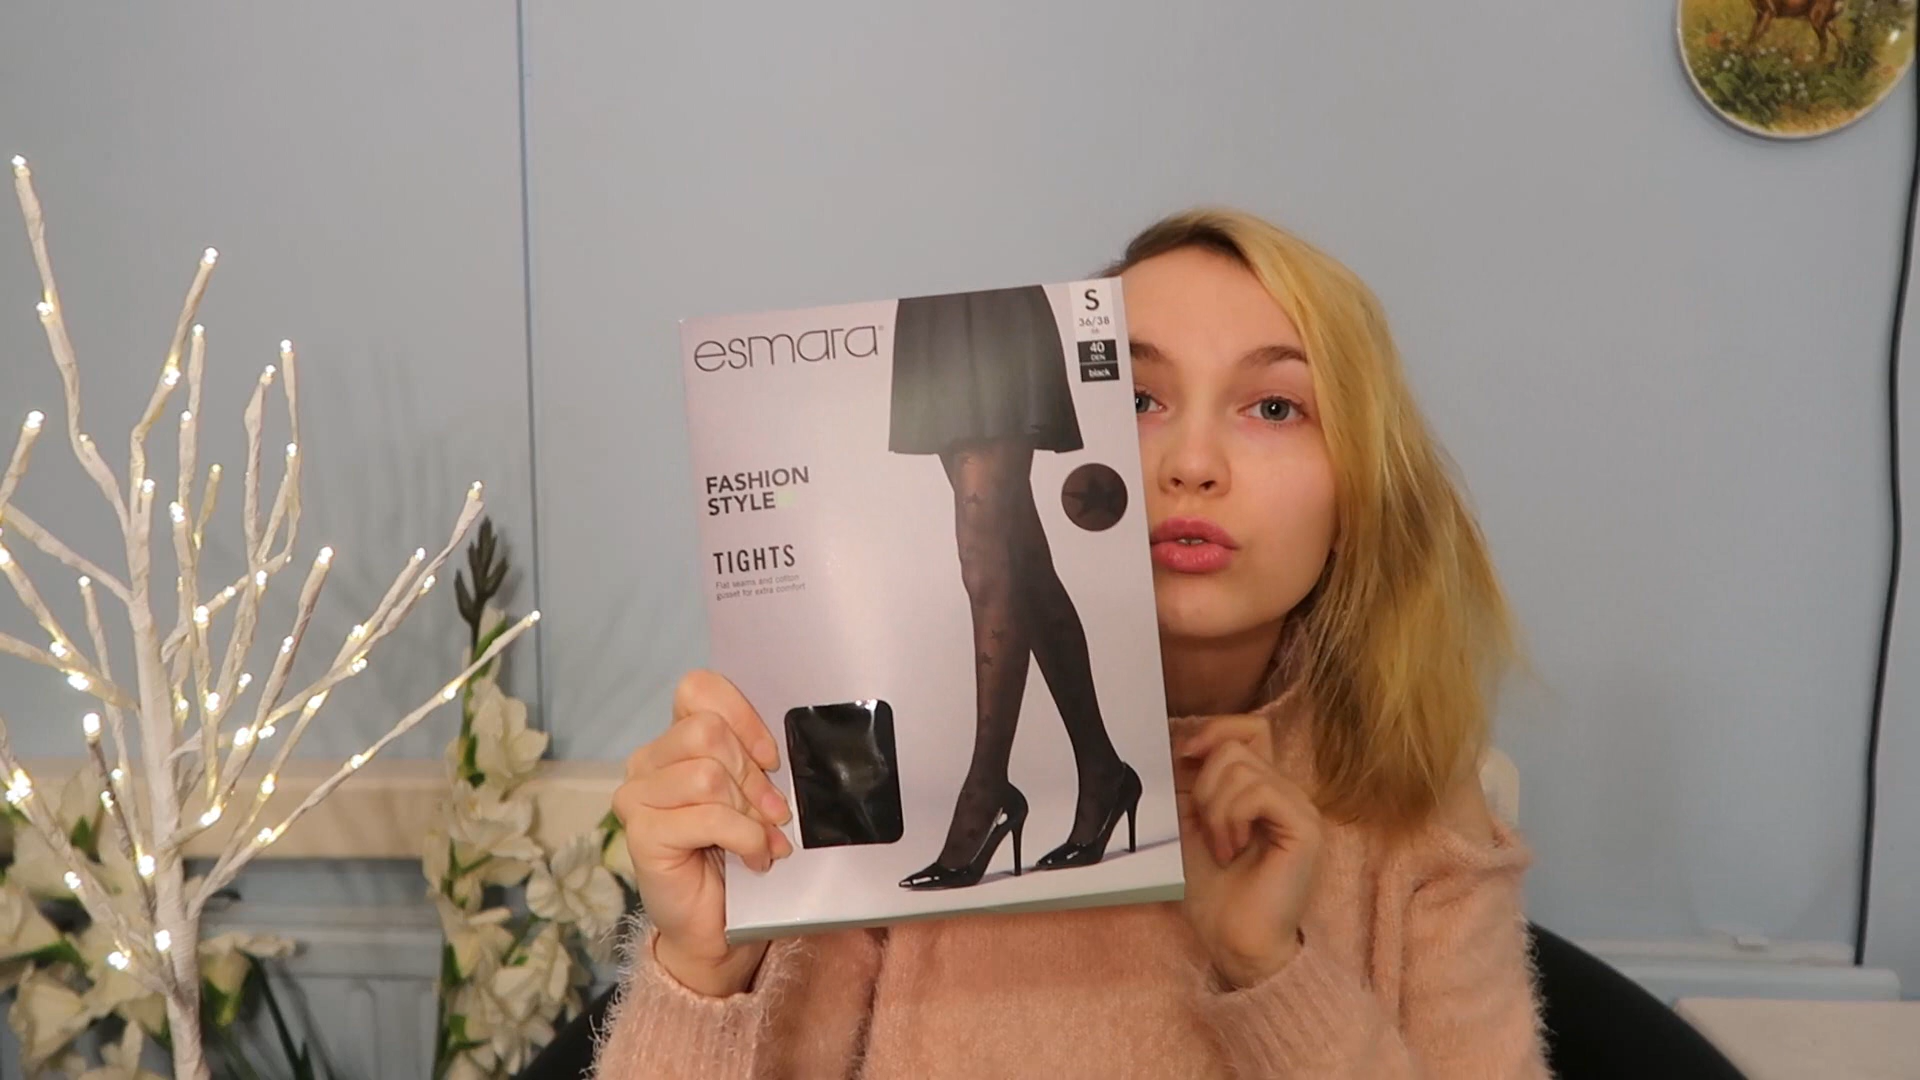 esmara®
S
36/38
40
DEN
black
FASHION
STYLE
TIGHTS
Flat seams and cotton
gusset for extra comfort